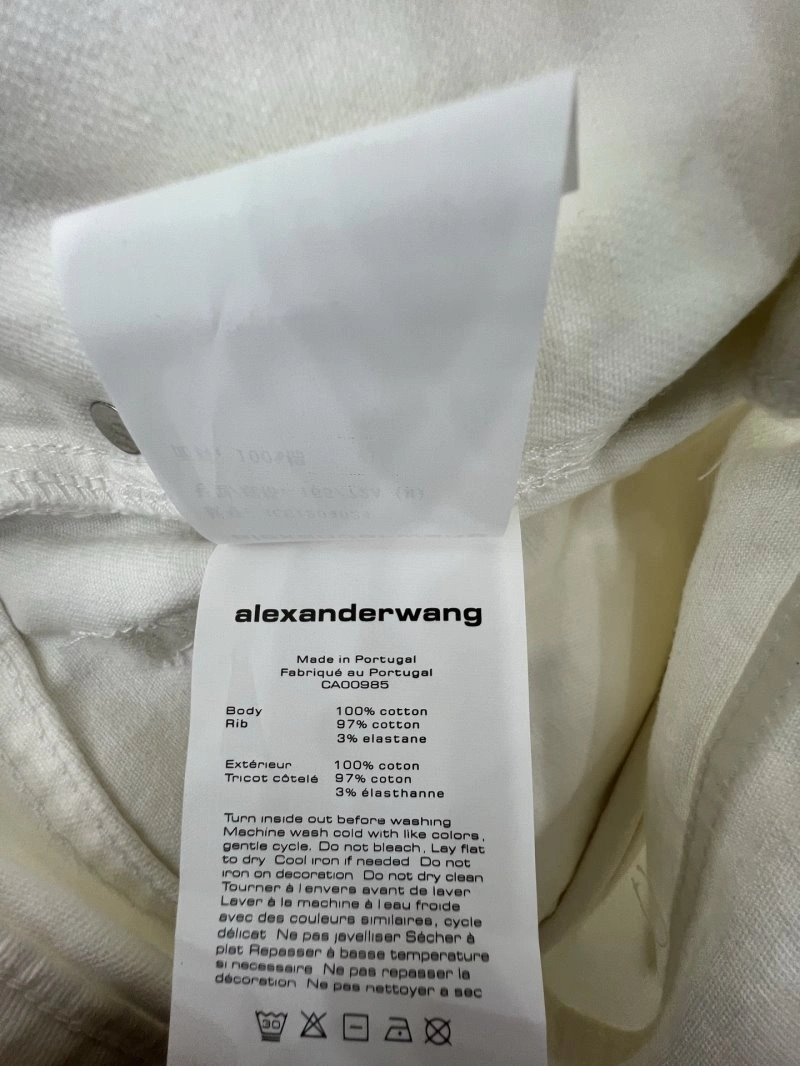 alexanderwang
Made in Portugal
Fabriqué au Portugal
CA00985
Body 100% cotton
Rib 97% cotton
3% elastane
Extérieur 100% coton
Tricot côtelé 97% coton
3% élasthanne
Turn inside out before washing
Machine wash cold with like colors,
gentle cycle. Do not bleach, Lay flat
to dry Cool iron if needed Do not
iron on decoration Do not dry clean
Tourner à l envers avant de laver
Laver à la machine à l eau froide
avec des couleurs similaires, cycle
délicat Ne pas javelliser Sécher à
plat Repasser à basse temperature
si necessaire Ne pas repasser la
décoration Ne pas nettoyer a sec
30